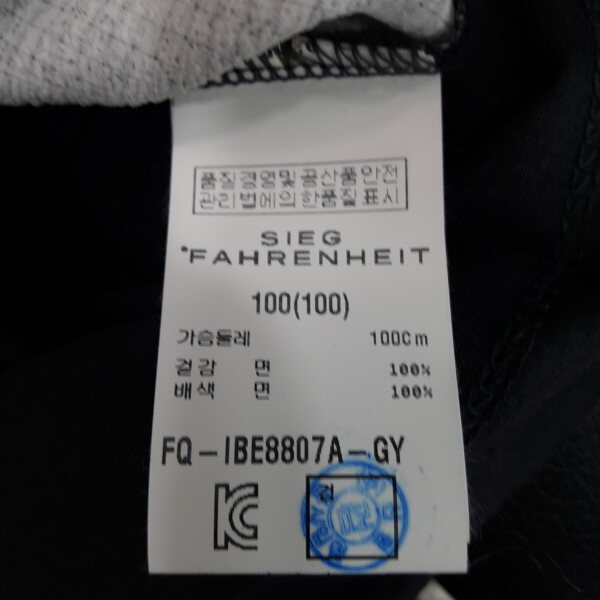 품질경영및공산품안전
관리법에의한품질표시
SIEG
°FAHRENHEIT
100(100)
가슴둘레 100Cm
겉감 면 100%
배색 면 100%
FQ-IBE8807A-GY
KC 검